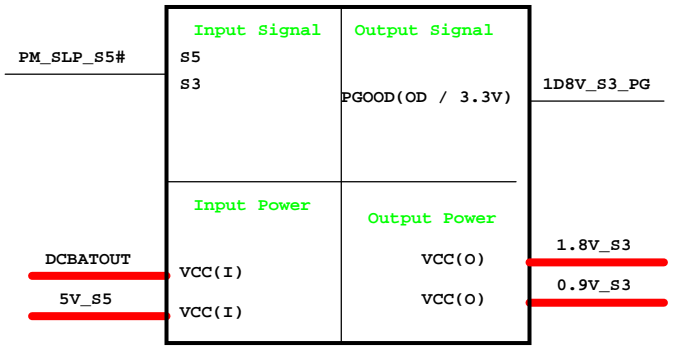 Input Signal Output Signal
PM_SLP_S5# S5
S3 1D8V_S3_PG
PGOOD(OD / 3.3V)
Input Power Output Power
DCBATOUT VCC(I) VCC(O) 1.8V_S3
5V_S5 VCC(I) VCC(O) 0.9V_S3